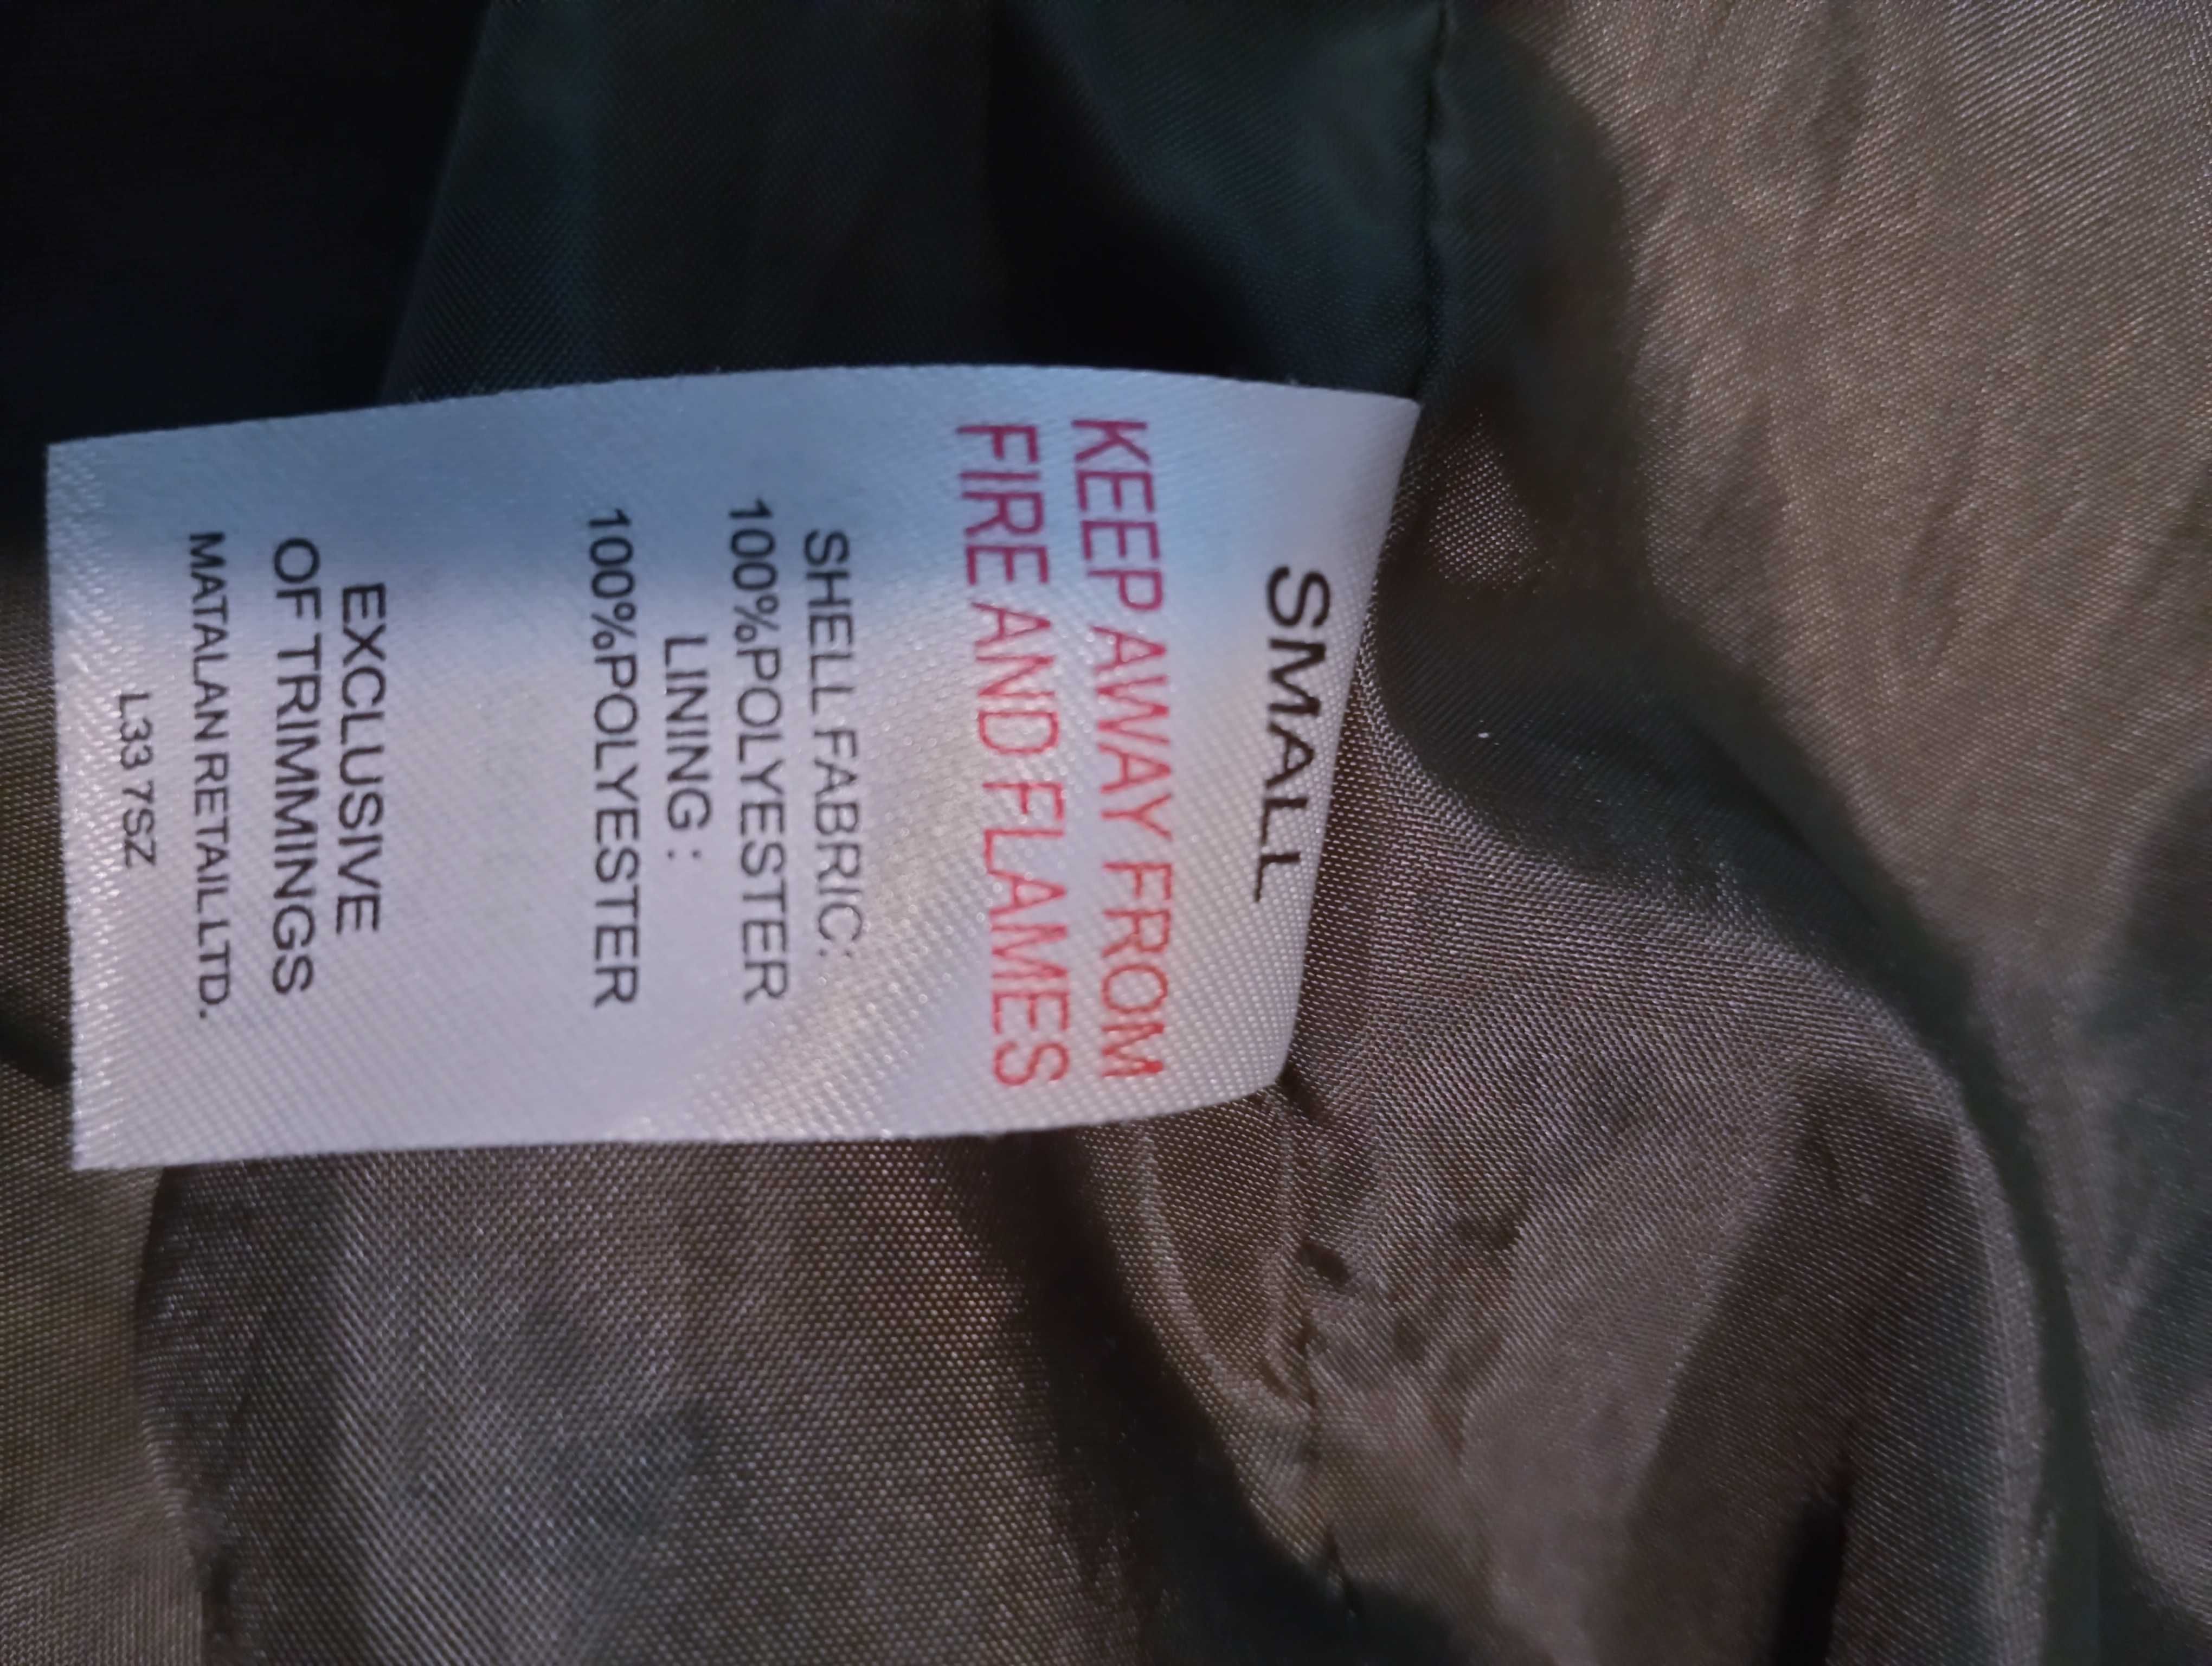 SMALL
KEEP AWAY FROM
FIRE AND FLAMES
SHELL FABRIC:
100%POLYESTER
LINING :
100%POLYESTER
EXCLUSIVE
OF TRIMMINGS
MATALAN RETAIL LTD.
L33 7SZ